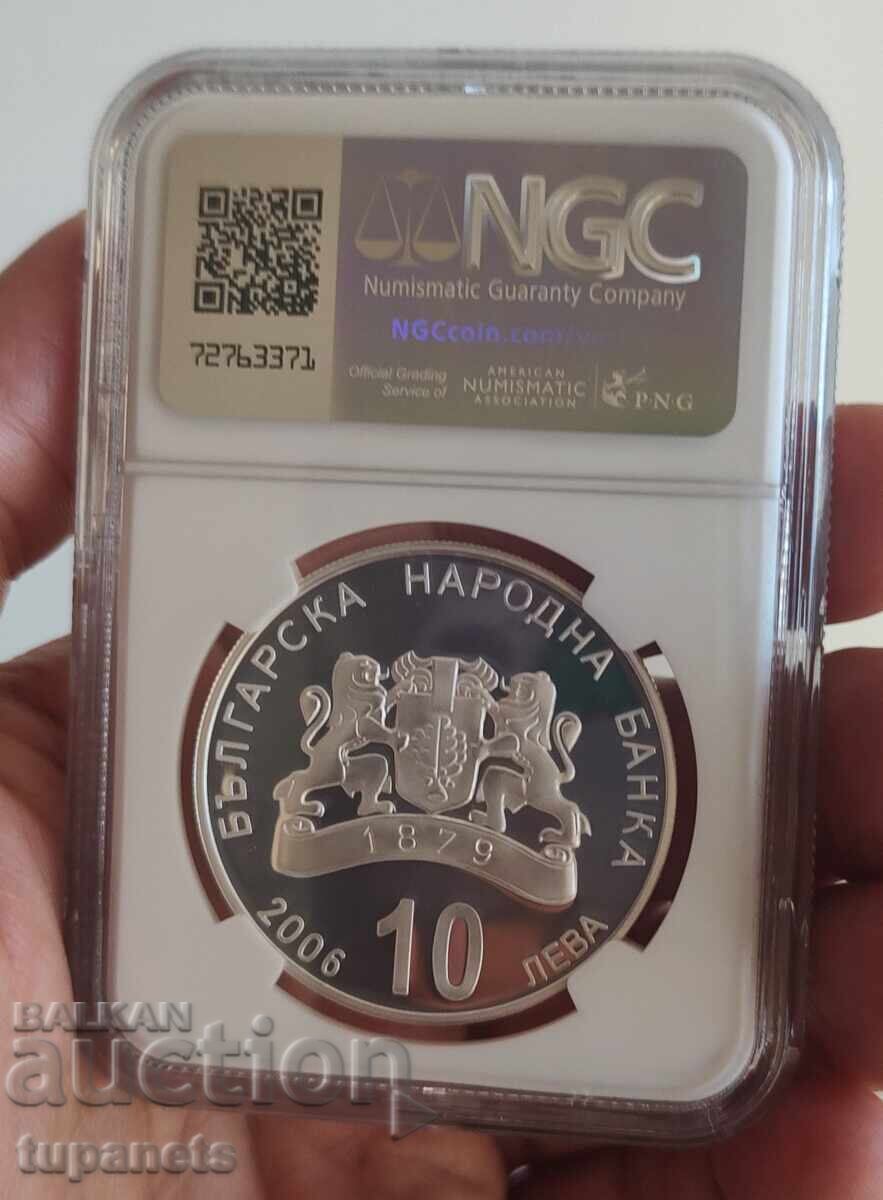 NGC
Numismatic Guaranty Company
NGCcoin.com/
72763371
Official Grading
Service of
AMERICAN
NUMISMATIC
ASSOCIATION
P·N·G
БЪЛГАРСКА НАРОДНА БАНКА
1879
2006
10
ЛЕВА
BALKAN
auction
tupanets